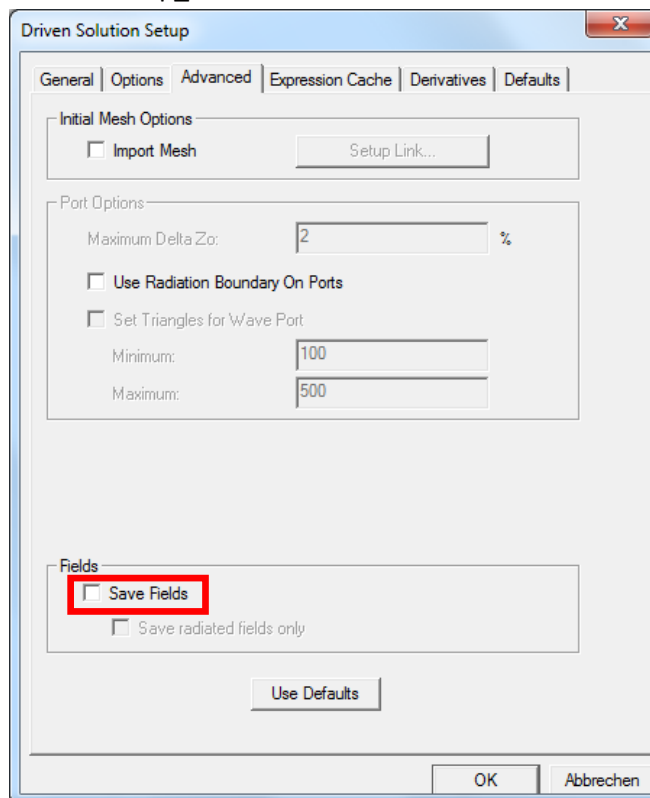 Driven Solution Setup
x
General Options Advanced Expression Cache Derivatives Defaults
Initial Mesh Options
Import Mesh Setup Link...
Port Options
Maximum Delta Zo: 2 %
Use Radiation Boundary On Ports
Set Triangles for Wave Port
Minimum: 100
Maximum: 500
Fields
Save Fields
Save radiated fields only
Use Defaults
OK Abbrechen